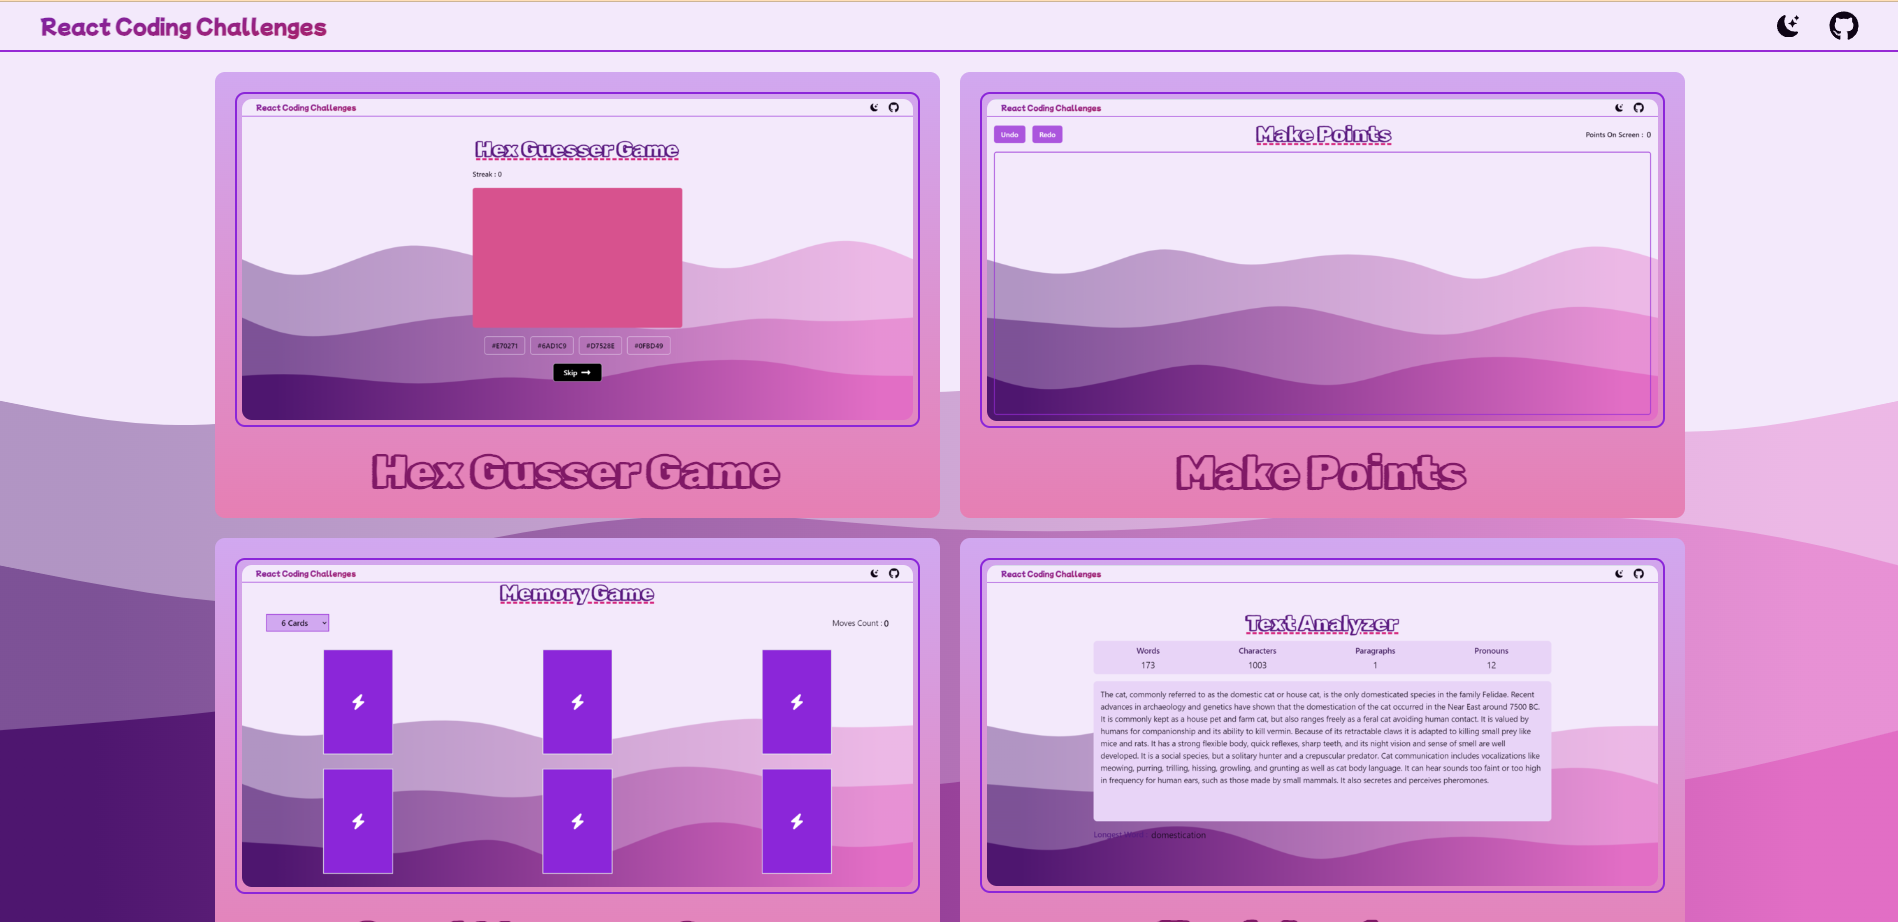 React Coding Challenges
React Coding Challenges
Hex Guesser Game
Streak : 0
#E70271 #6AD1C9 #D7528E #0FBD49
Skip
Hex Gusser Game
React Coding Challenges
Undo Redo Make Points Points On Screen : 0
Make Points
React Coding Challenges
Memory Game
6 Cards Moves Count : 0
React Coding Challenges
Text Analyzer
Words Characters Paragraphs Pronouns
173 1003 1 12
The cat, commonly referred to as the domestic cat or house cat, is the only domesticated species in the family Felidae. Recent
advances in archaeology and genetics have shown that the domestication of the cat occurred in the Near East around 7500 BC.
It is commonly kept as a house pet and farm cat, but also ranges freely as a feral cat avoiding human contact. It is valued by
humans for companionship and its ability to kill vermin. Because of its retractable claws it is adapted to killing small prey like
mice and rats. It has a strong flexible body, quick reflexes, sharp teeth, and its night vision and sense of smell are well
developed. It is a social species, but a solitary hunter and a crepuscular predator. Cat communication includes vocalizations like
meowing, purring, trilling, hissing, growling, and grunting as well as cat body language. It can hear sounds too faint or too high
in frequency for human ears, such as those made by small mammals. It also secretes and perceives pheromones.
Longest domestication